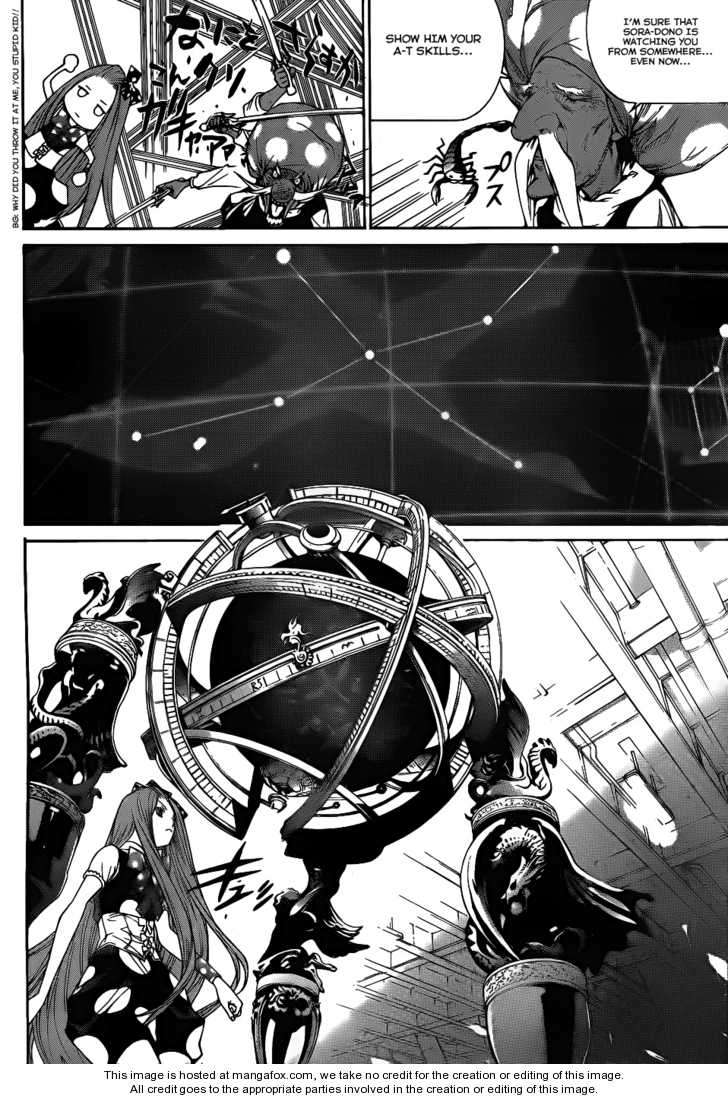 I'M SURE THAT
SORA-DONO IS
WATCHING YOU
FROM SOMEWHERE...
EVEN NOW...
SHOW HIM YOUR
A-T SKILLS...
プス
なにをさらすか
こんクソ
ガキャーアァ
BG: WHY DID YOU THROW IT AT ME, YOU STUPID KID//
キュッ
This image is hosted at mangafox.com, we take no credit for the creation or editing of this image.
All credit goes to the appropriate parties involved in the creation or editing of this image.